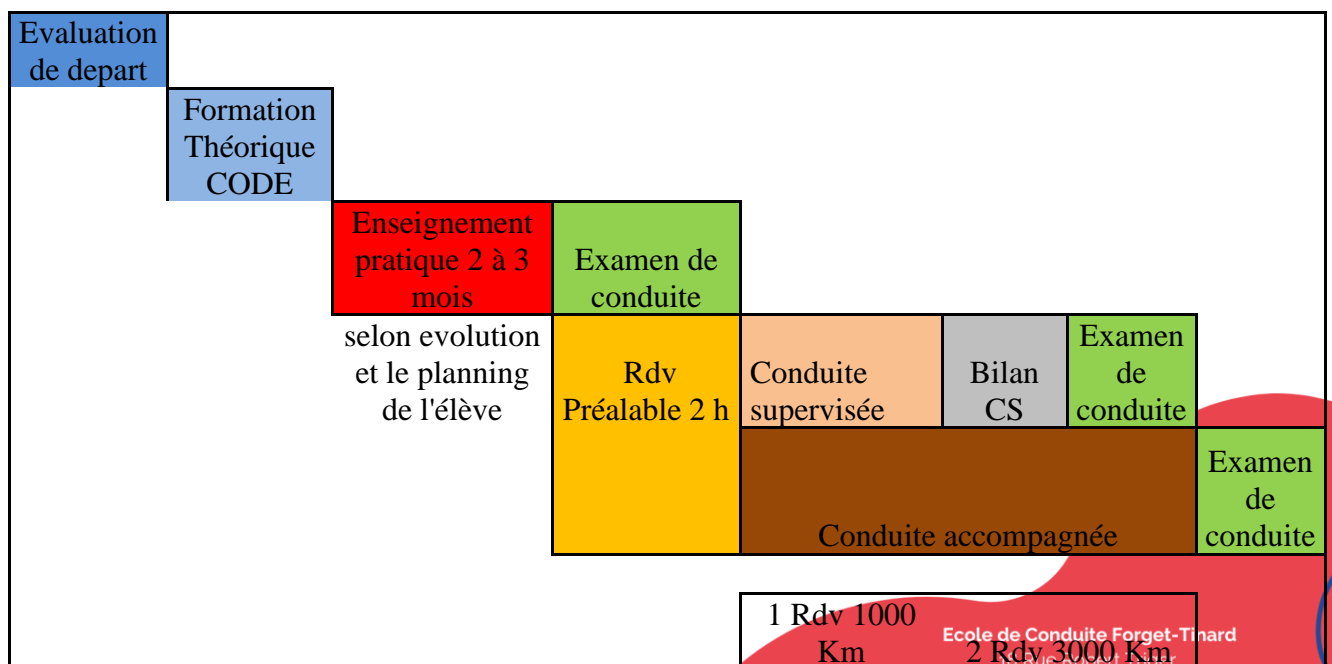 Evaluation
de depart
Formation
Théorique
CODE
Enseignement
pratique 2 à 3
mois
Examen de
conduite
selon evolution
et le planning
de l'élève
Rdv
Préalable 2 h
Conduite
supervisée
Bilan
CS
Examen
de
conduite
Conduite accompagnée
Examen
de
conduite
1 Rdv 1000
Km
2 Rdv 3000 Km
Ecole de Conduite Forget-Tinard
Rue